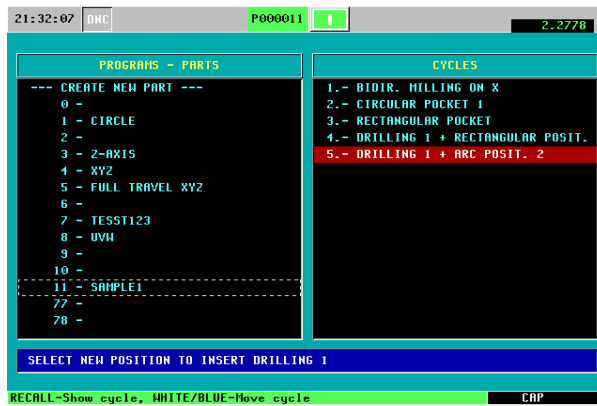 21:32:07 DNC P000011 2.2778
PROGRAMS - PARTS
--- CREATE NEW PART ---
0 -
1 - CIRCLE
2 -
3 - Z-AXIS
4 - XYZ
5 - FULL TRAVEL XYZ
6 -
7 - TESST123
8 - UVW
9 -
10 -
11 - SAMPLE1
77 -
78 -
CYCLES
1.- BIDIR. MILLING ON X
2.- CIRCULAR POCKET 1
3.- RECTANGULAR POCKET
4.- DRILLING 1 + RECTANGULAR POSIT.
5.- DRILLING 1 + ARC POSIT. 2
SELECT NEW POSITION TO INSERT DRILLING 1
RECALL-Show cycle, WHITE/BLUE-Move cycle CAP